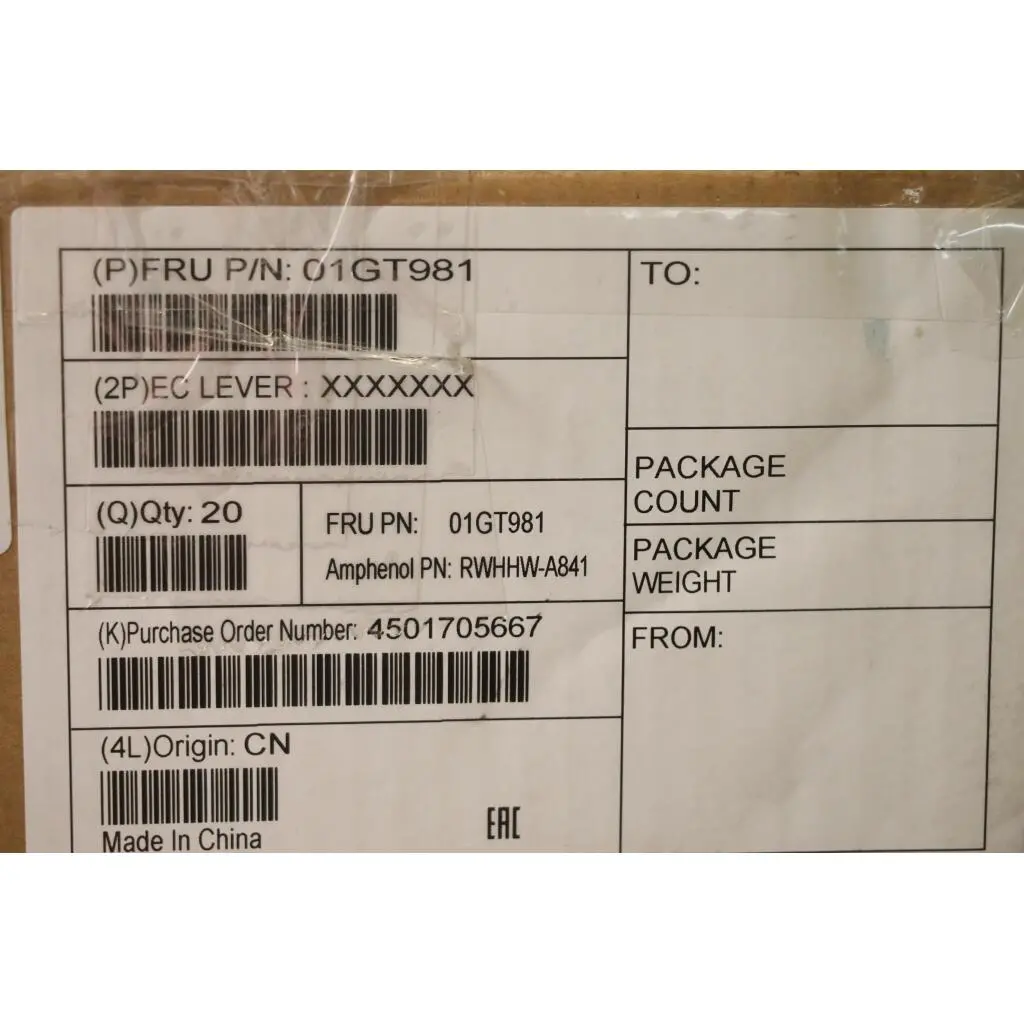 (P)FRU P/N: 01GT981
(2P)EC LEVER : XXXXXXX
(Q)Qty: 20
FRU PN: 01GT981
Amphenol PN: RWHHW-A841
(K)Purchase Order Number: 4501705667
(4L)Origin: CN
Made In China
EAC
TO:
PACKAGE
COUNT
PACKAGE
WEIGHT
FROM: